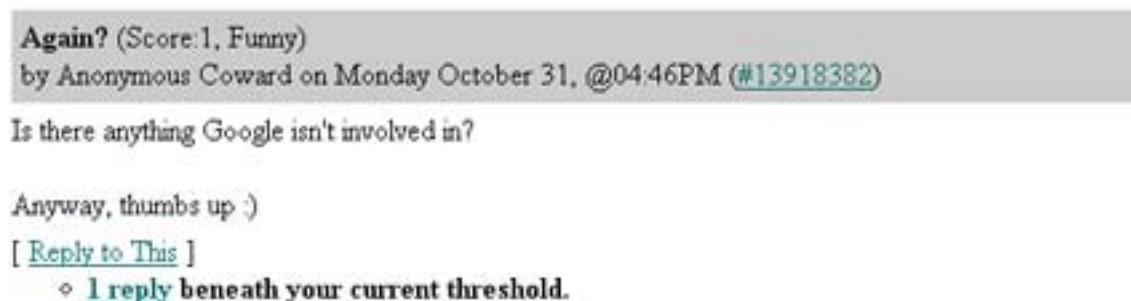 Again? (Score:1, Funny)
by Anonymous Coward on Monday October 31, @04:46PM (#13918382)
Is there anything Google isn't involved in?
Anyway, thumbs up :)
[ Reply to This ]
1 reply beneath your current threshold.